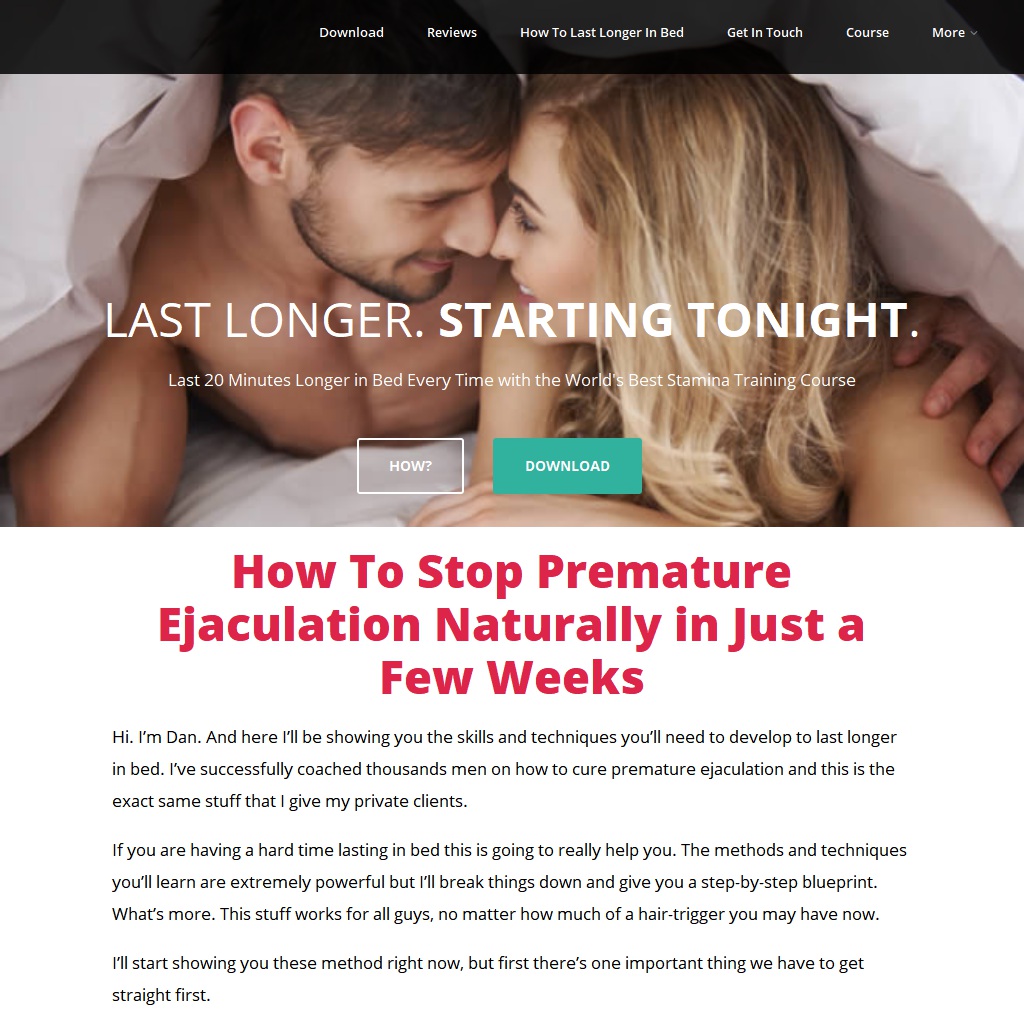 Download Reviews How To Last Longer In Bed Get In Touch Course More
LAST LONGER. STARTING TONIGHT.
Last 20 Minutes Longer in Bed Every Time with the World's Best Stamina Training Course
HOW? DOWNLOAD
How To Stop Premature
Ejaculation Naturally in Just a
Few Weeks
Hi. I’m Dan. And here I’ll be showing you the skills and techniques you’ll need to develop to last longer
in bed. I’ve successfully coached thousands men on how to cure premature ejaculation and this is the
exact same stuff that I give my private clients.
If you are having a hard time lasting in bed this is going to really help you. The methods and techniques
you’ll learn are extremely powerful but I’ll break things down and give you a step-by-step blueprint.
What’s more. This stuff works for all guys, no matter how much of a hair-trigger you may have now.
I’ll start showing you these method right now, but first there’s one important thing we have to get
straight first.